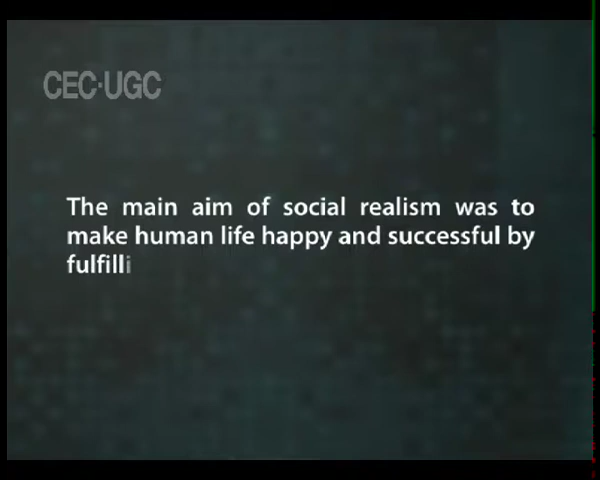 CEC-UGC
The main aim of social realism was to
make human life happy and successful by
fulfilli